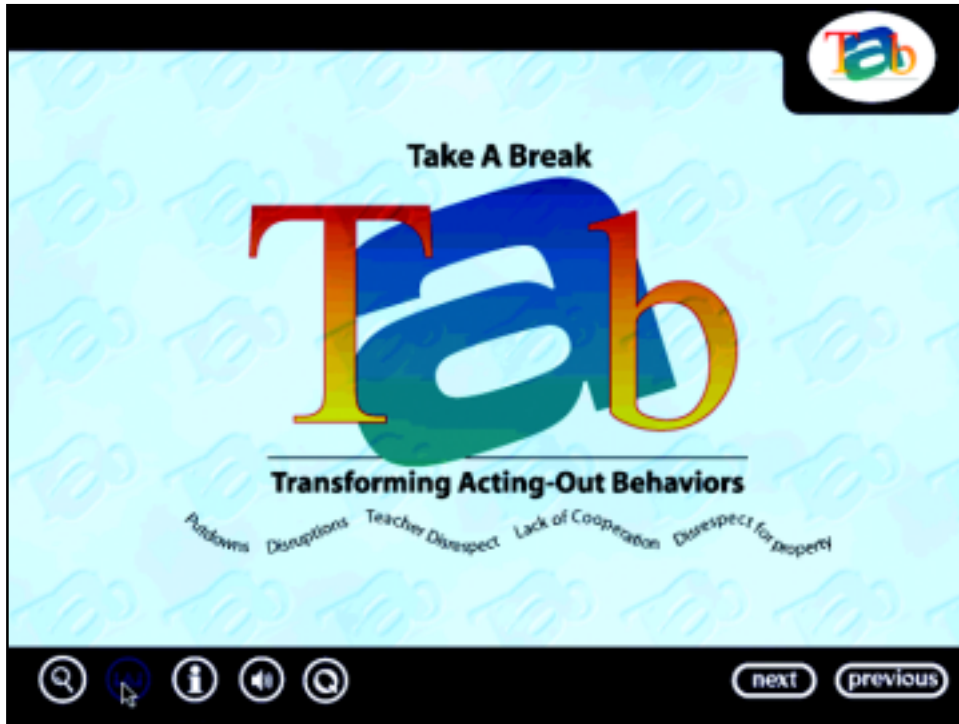 Tab
Take A Break
Tab
Transforming Acting-Out Behaviors
Putdowns Disruptions Teacher Disrespect Lack of Cooperation Disrespect for property
i Q next previous